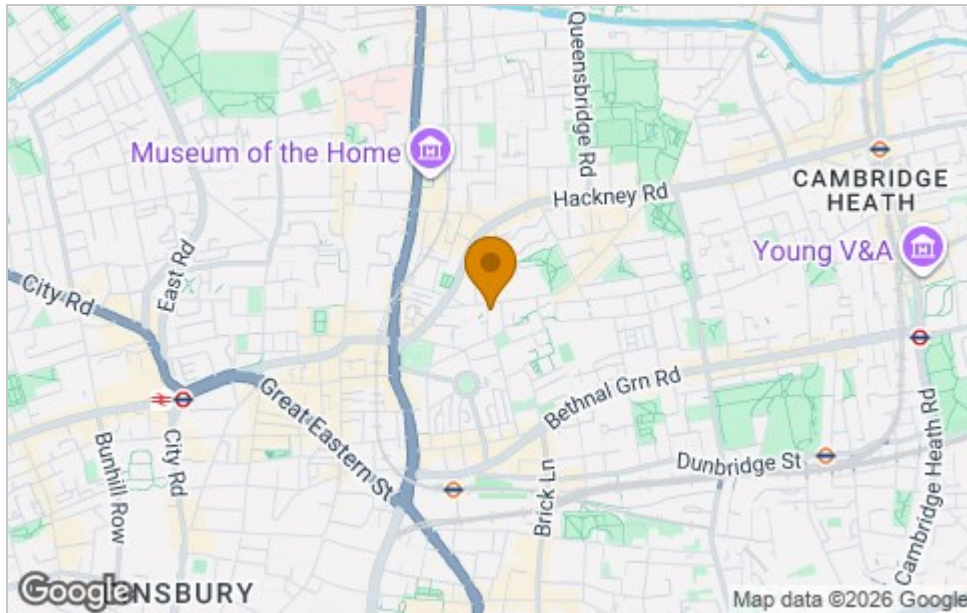 Queensbridge Rd
Museum of the Home
Hackney Rd
CAMBRIDGE
HEATH
Young V&A
East Rd
City Rd
Great Eastern St
Bethnal Grn Rd
Dunbridge St
Bunhill Row
City Rd
Brick Ln
Cambridge Heath Rd
Google
NSBURY
Map data ©2026 Google